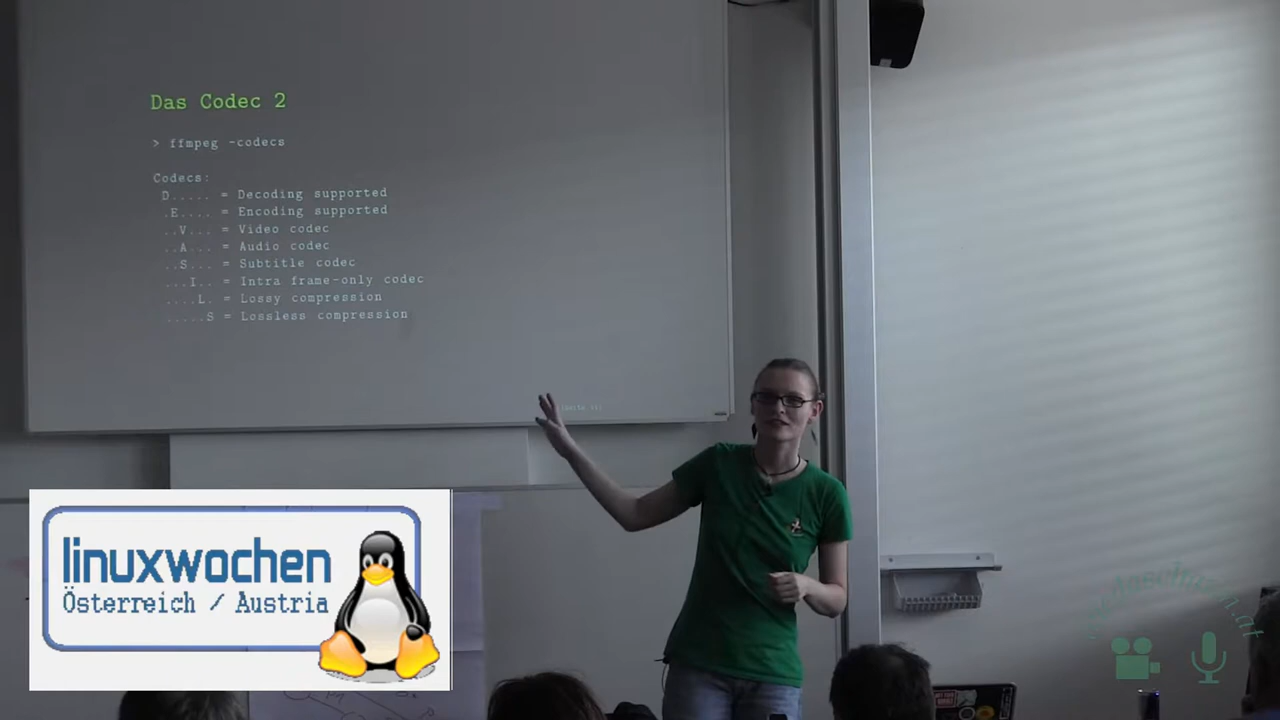 Das Codec 2
> ffmpeg -codecs
Codecs:
D..... = Decoding supported
.E.... = Encoding supported
..V... = Video codec
..A... = Audio codec
..S... = Subtitle codec
...I.. = Intra frame-only codec
....L. = Lossy compression
.....S = Lossless compression
linuxwochen
Österreich / Austria